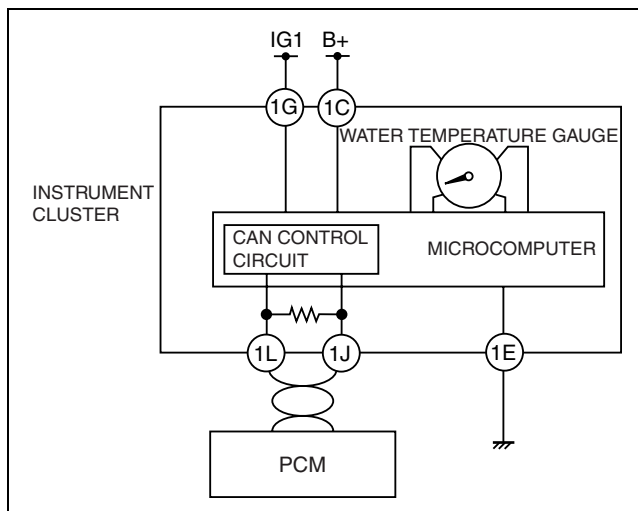 IG1 B+
1G 1C
WATER TEMPERATURE GAUGE
INSTRUMENT
CLUSTER
CAN CONTROL
CIRCUIT
MICROCOMPUTER
1L 1J 1E
PCM